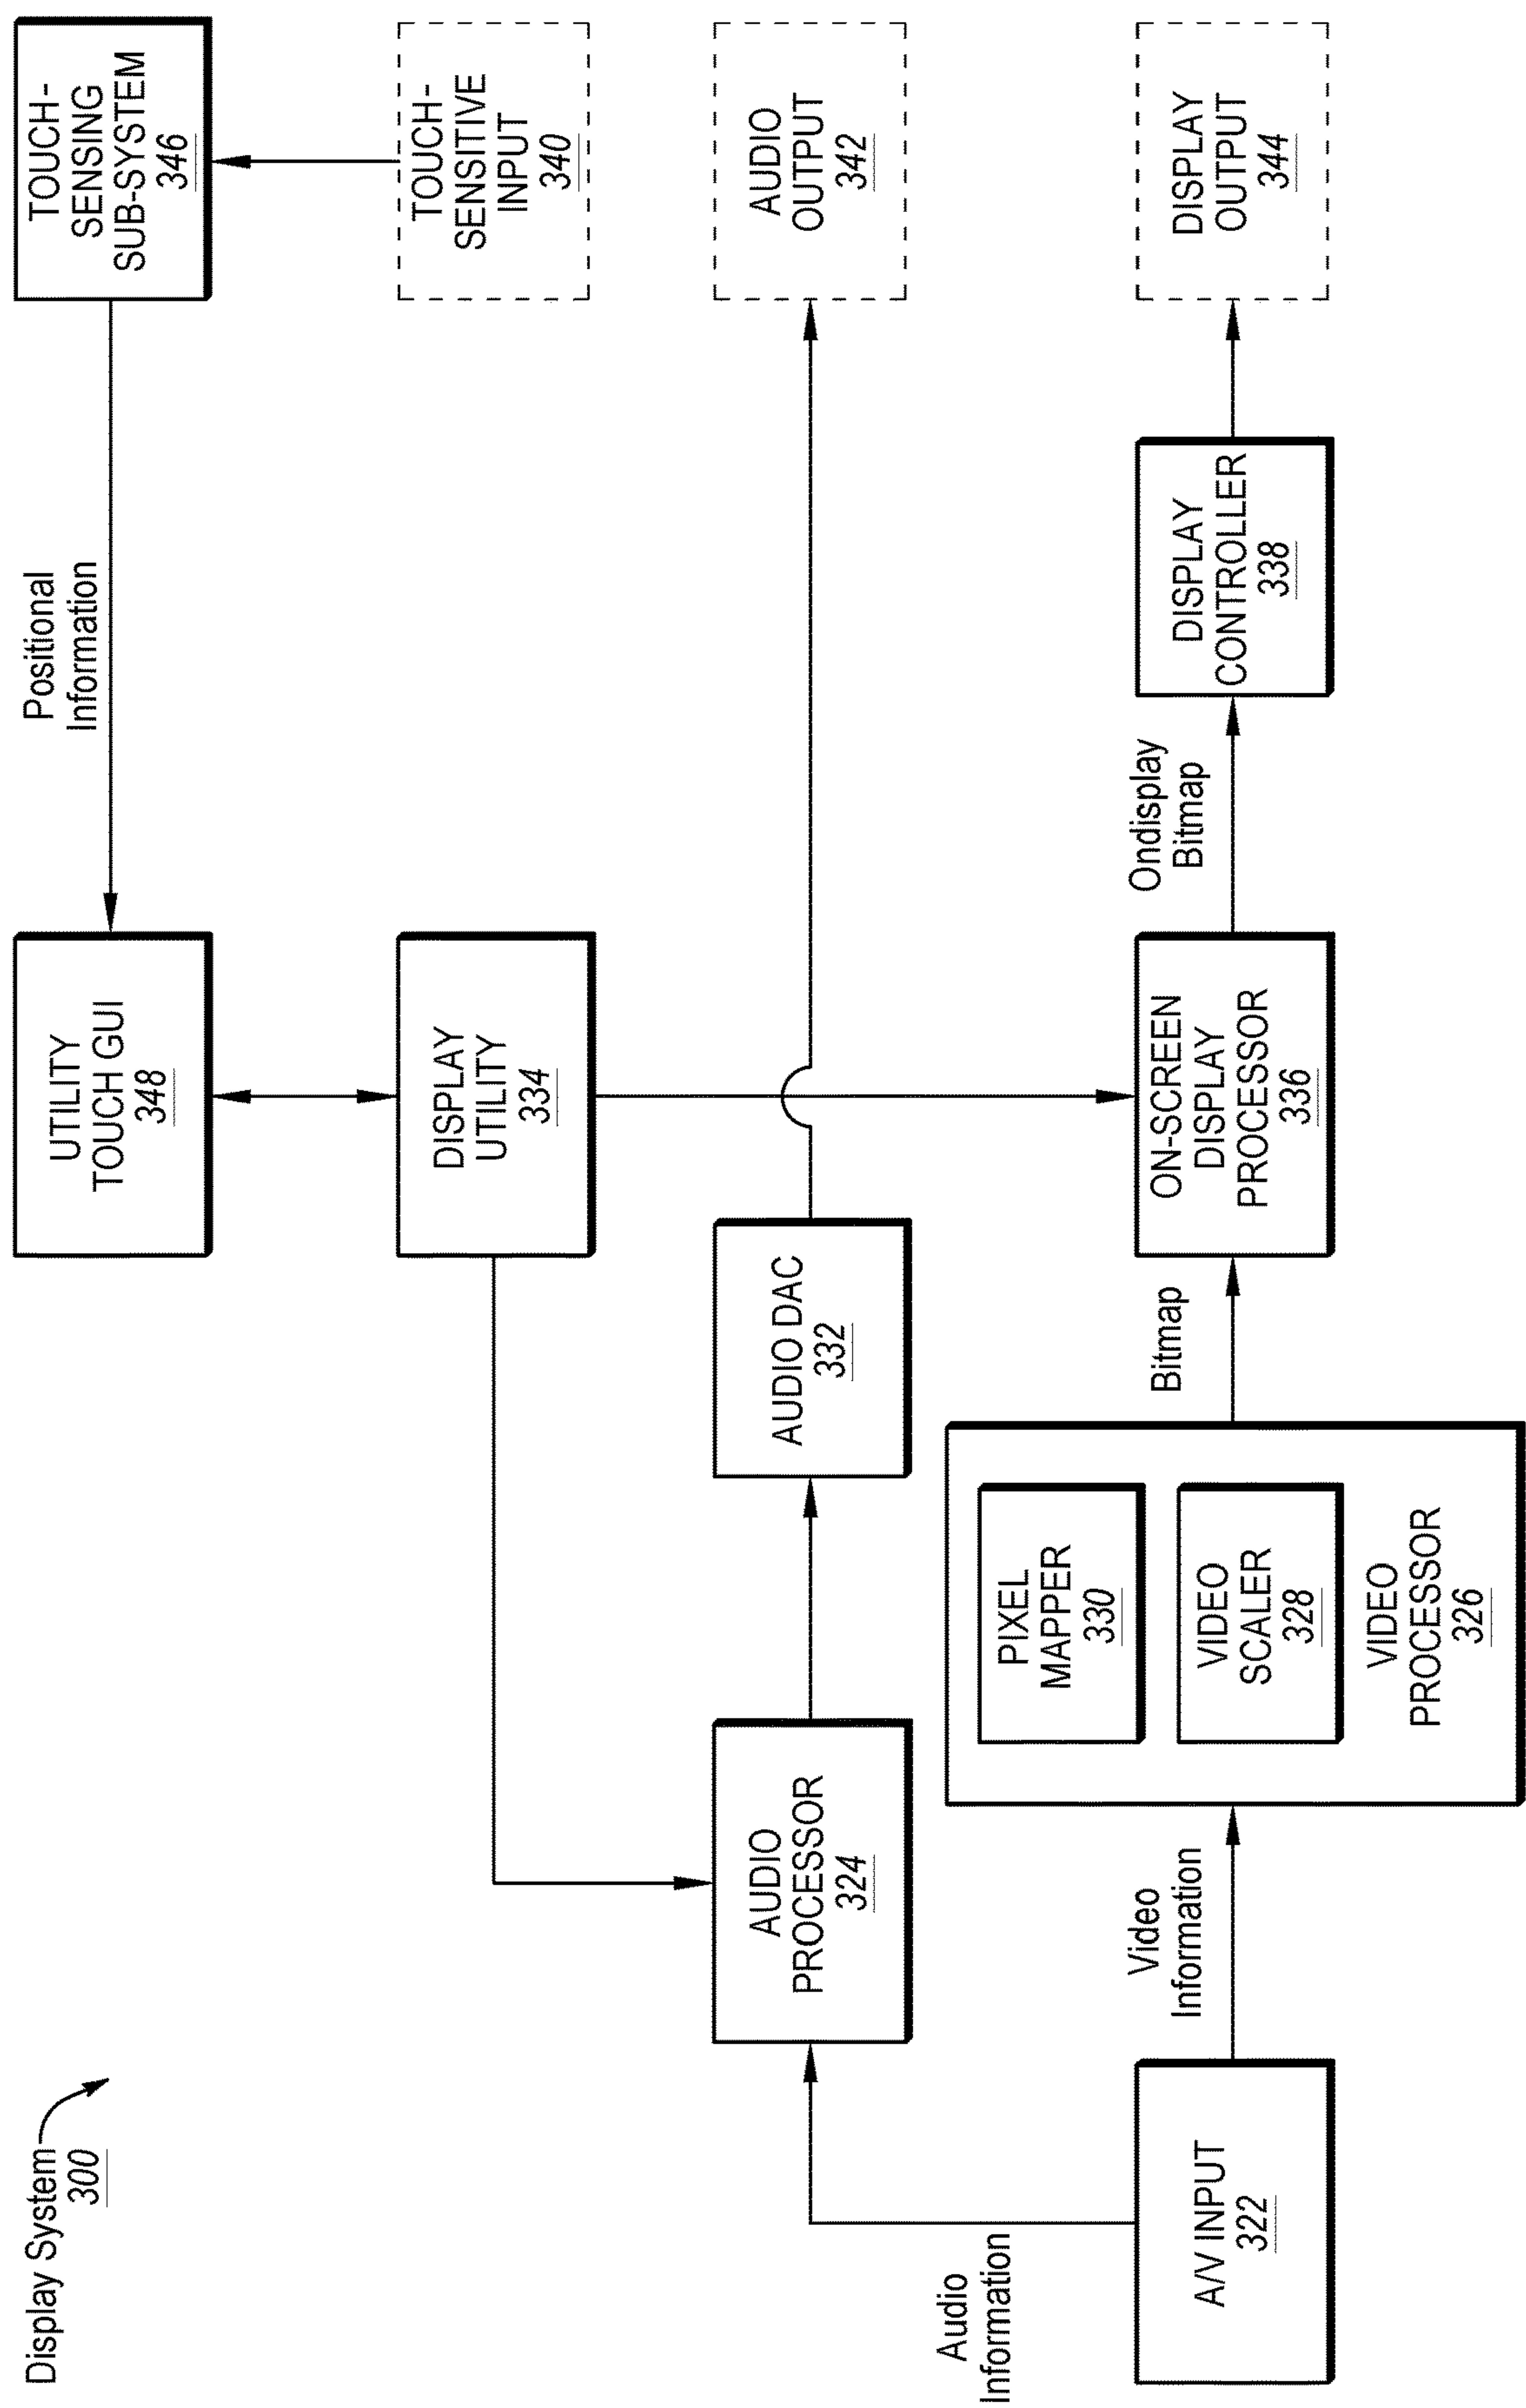 Display System
300
TOUCH-
SENSING
SUB-SYSTEM
346
Positional
Information
UTILITY
TOUCH GUI
348
TOUCH-
SENSITIVE
INPUT
340
DISPLAY
UTILITY
334
AUDIO
PROCESSOR
324
AUDIO DAC
332
AUDIO
OUTPUT
342
Audio
Information
A/V INPUT
322
Video
Information
PIXEL
MAPPER
330
VIDEO
SCALER
328
VIDEO
PROCESSOR
326
Bitmap
ON-SCREEN
DISPLAY
PROCESSOR
336
Ondisplay
Bitmap
DISPLAY
CONTROLLER
338
DISPLAY
OUTPUT
344